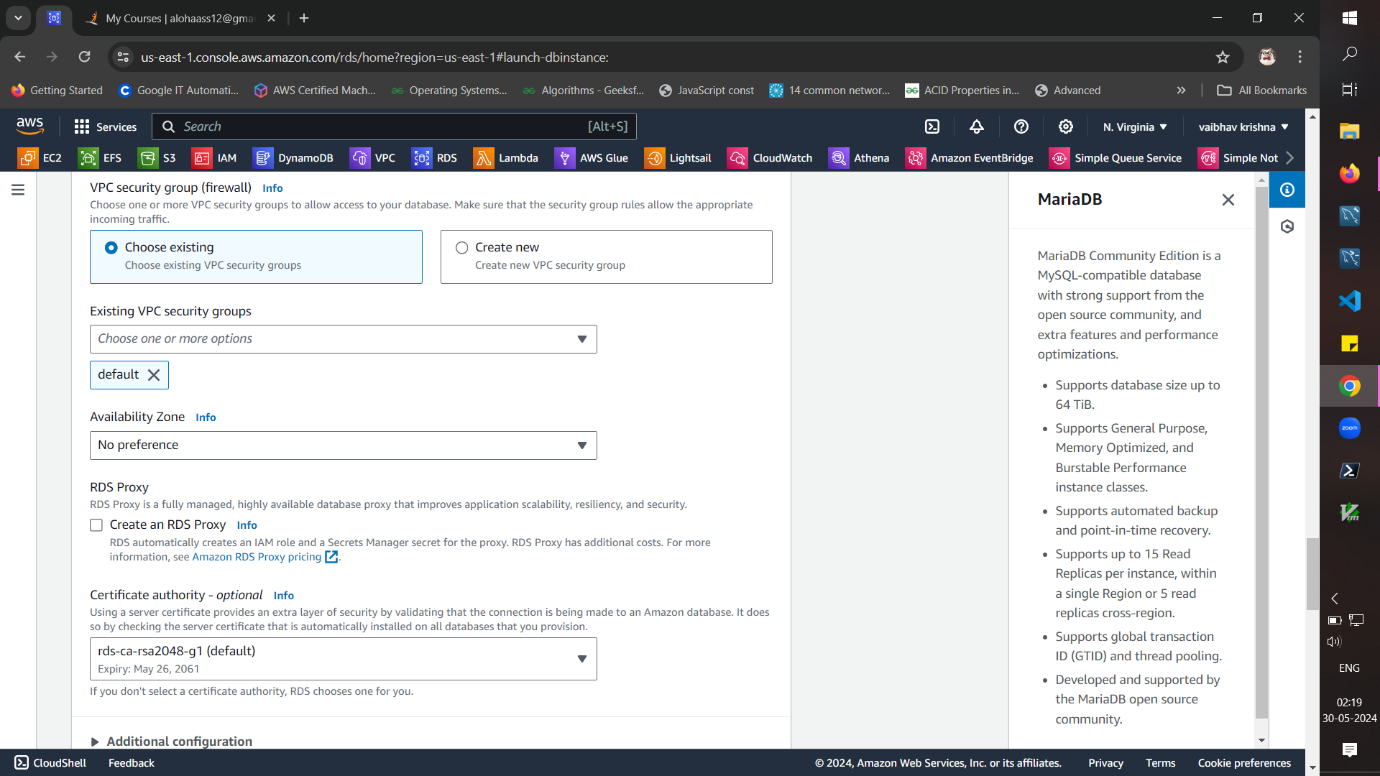 My Courses | alohaass12@gma
us-east-1.console.aws.amazon.com/rds/home?region=us-east-1#launch-dbinstance:
Getting Started
Google IT Automati...
AWS Certified Mach...
Operating Systems...
Algorithms - Geeksf...
JavaScript const
14 common networ...
ACID Properties in...
Advanced
All Bookmarks
aws
Services
Search
[Alt+S]
N. Virginia
vaibhav krishna
EC2
EFS
S3
IAM
DynamoDB
VPC
RDS
Lambda
AWS Glue
Lightsail
CloudWatch
Athena
Amazon EventBridge
Simple Queue Service
Simple Not
VPC security group (firewall) Info
Choose one or more VPC security groups to allow access to your database. Make sure that the security group rules allow the appropriate
incoming traffic.
Choose existing
Choose existing VPC security groups
Create new
Create new VPC security group
Existing VPC security groups
Choose one or more options
default
Availability Zone Info
No preference
RDS Proxy
RDS Proxy is a fully managed, highly available database proxy that improves application scalability, resiliency, and security.
Create an RDS Proxy Info
RDS automatically creates an IAM role and a Secrets Manager secret for the proxy. RDS Proxy has additional costs. For more
information, see Amazon RDS Proxy pricing .
Certificate authority - optional Info
Using a server certificate provides an extra layer of security by validating that the connection is being made to an Amazon database. It does
so by checking the server certificate that is automatically installed on all databases that you provision.
rds-ca-rsa2048-g1 (default)
Expiry: May 26, 2061
If you don't select a certificate authority, RDS chooses one for you.
Additional configuration
MariaDB
MariaDB Community Edition is a
MySQL-compatible database
with strong support from the
open source community, and
extra features and performance
optimizations.
• Supports database size up to
64 TiB.
• Supports General Purpose,
Memory Optimized, and
Burstable Performance
instance classes.
• Supports automated backup
and point-in-time recovery.
• Supports up to 15 Read
Replicas per instance, within
a single Region or 5 read
replicas cross-region.
• Supports global transaction
ID (GTID) and thread pooling.
• Developed and supported by
the MariaDB open source
community.
zoom
ENG
02:19
30-05-2024
CloudShell
Feedback
© 2024, Amazon Web Services, Inc. or its affiliates.
Privacy
Terms
Cookie preferences